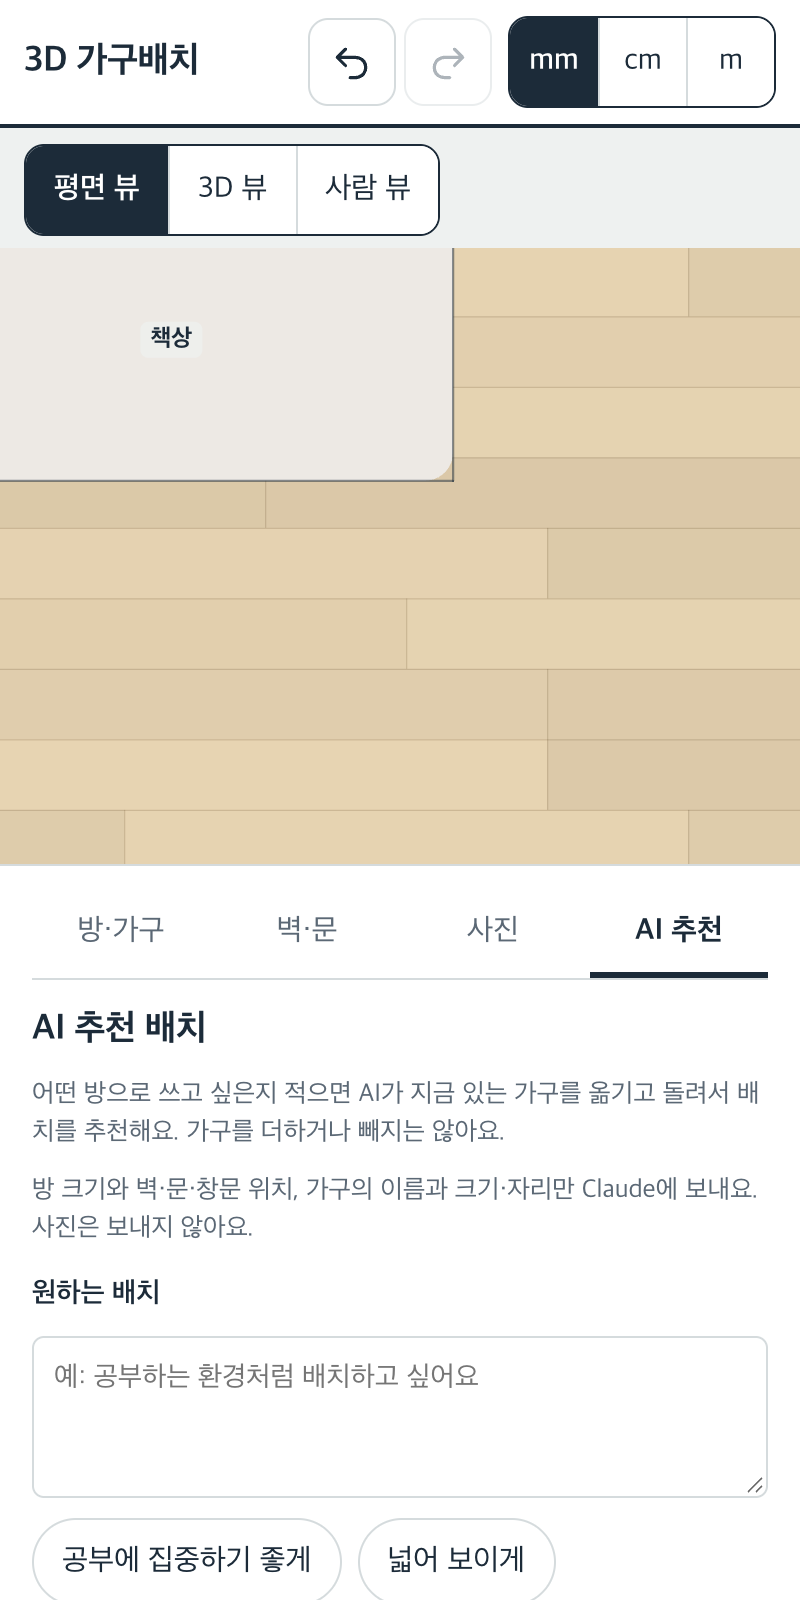 3D 가구배치
mm cm m
평면 뷰 3D 뷰 사람 뷰
책상
방·가구 벽·문 사진 AI 추천
AI 추천 배치
어떤 방으로 쓰고 싶은지 적으면 AI가 지금 있는 가구를 옮기고 돌려서 배
치를 추천해요. 가구를 더하거나 빼지는 않아요.
방 크기와 벽·문·창문 위치, 가구의 이름과 크기·자리만 Claude에 보내요.
사진은 보내지 않아요.
원하는 배치
예: 공부하는 환경처럼 배치하고 싶어요
공부에 집중하기 좋게 넓어 보이게